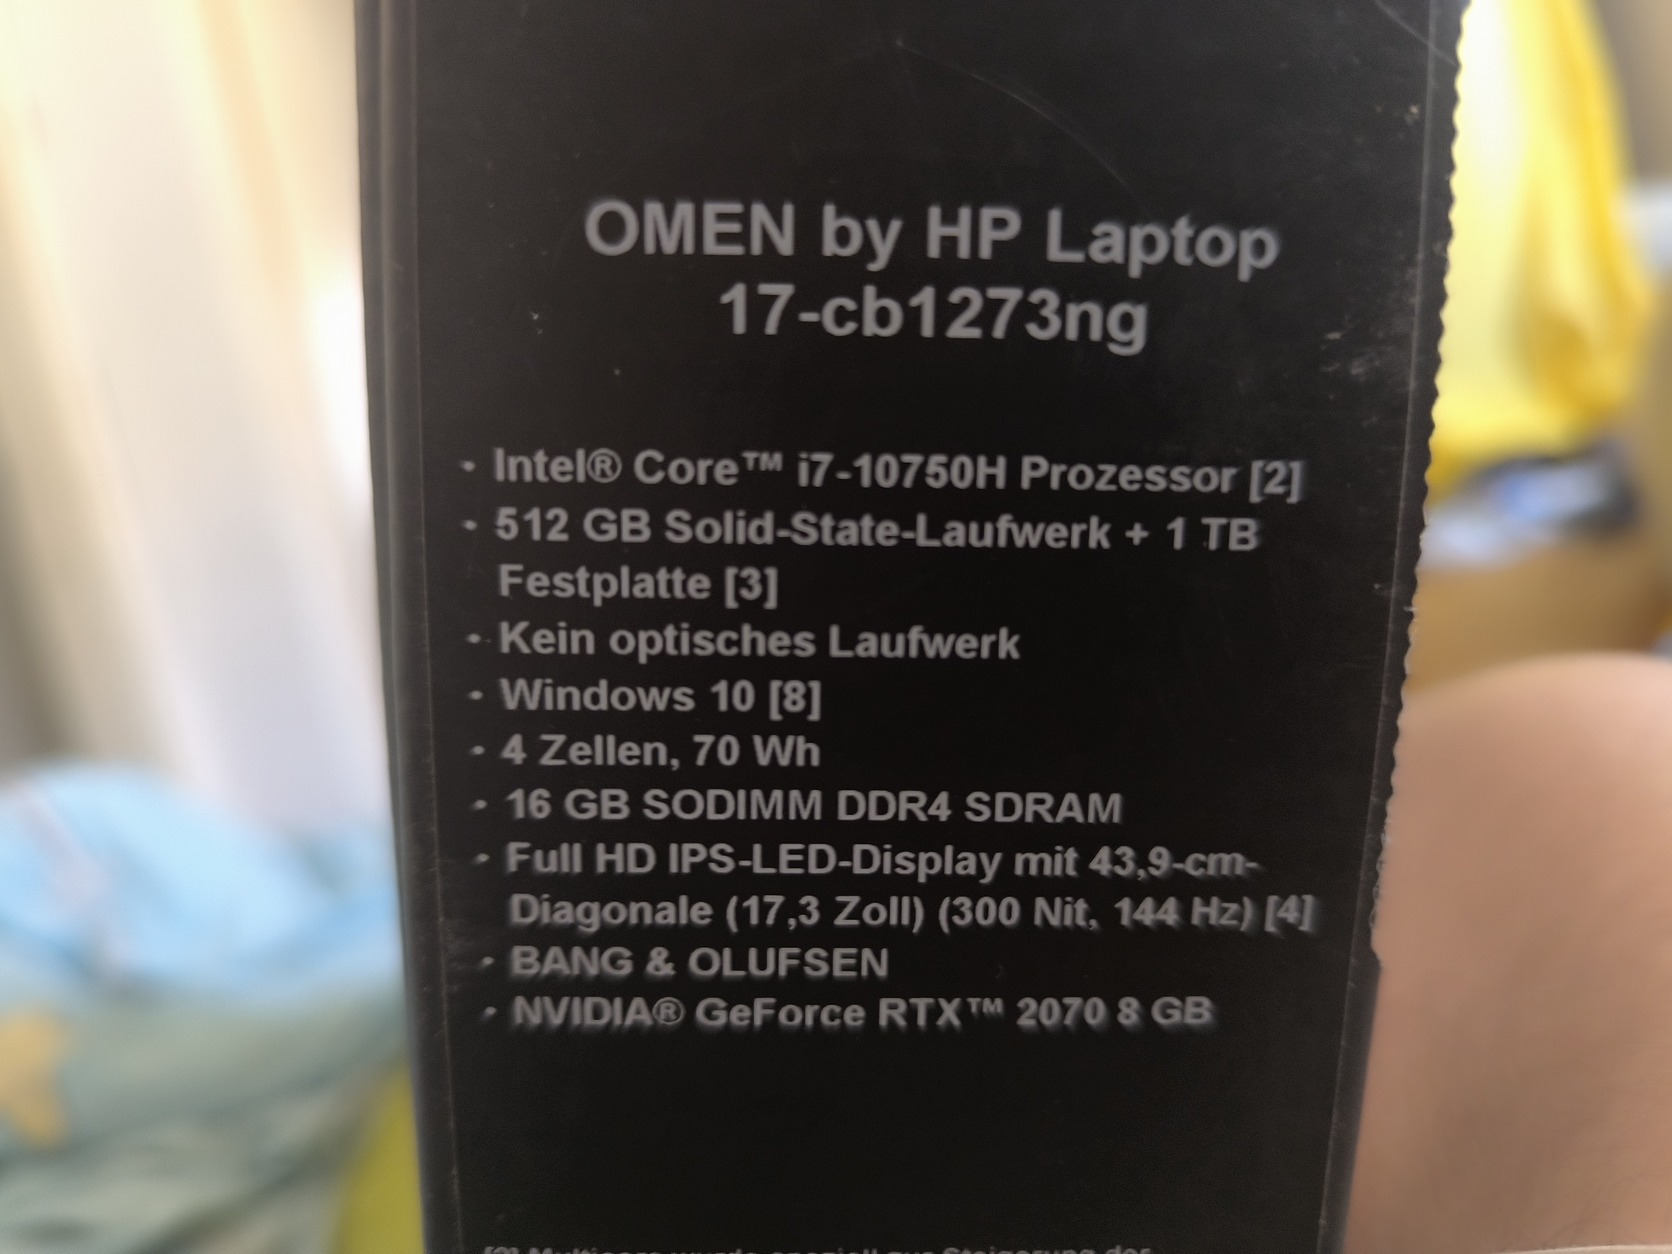 OMEN by HP Laptop
17-cb1273ng
• Intel® Core™ i7-10750H Prozessor [2]
• 512 GB Solid-State-Laufwerk + 1 TB
Festplatte [3]
• Kein optisches Laufwerk
• Windows 10 [8]
• 4 Zellen, 70 Wh
• 16 GB SODIMM DDR4 SDRAM
• Full HD IPS-LED-Display mit 43,9-cm-
Diagonale (17,3 Zoll) (300 Nit, 144 Hz) [4]
• BANG & OLUFSEN
• NVIDIA® GeForce RTX™ 2070 8 GB